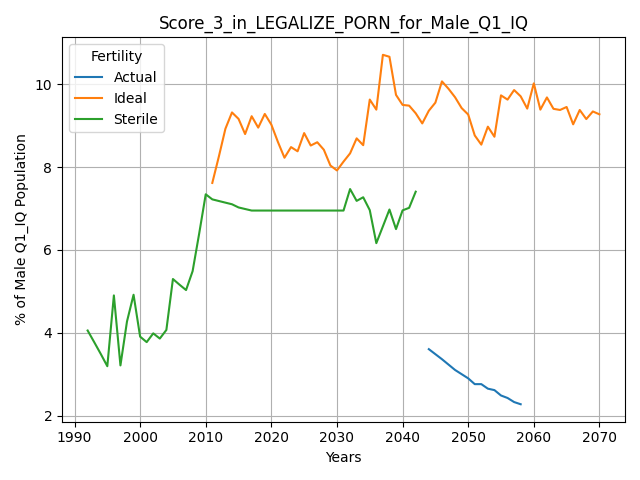 Score_3_in_LEGALIZE_PORN_for_Male_Q1_IQ
Fertility
Actual
Ideal
Sterile
% of Male Q1_IQ Population
10
8
6
4
2
1990 2000 2010 2020 2030 2040 2050 2060 2070
Years